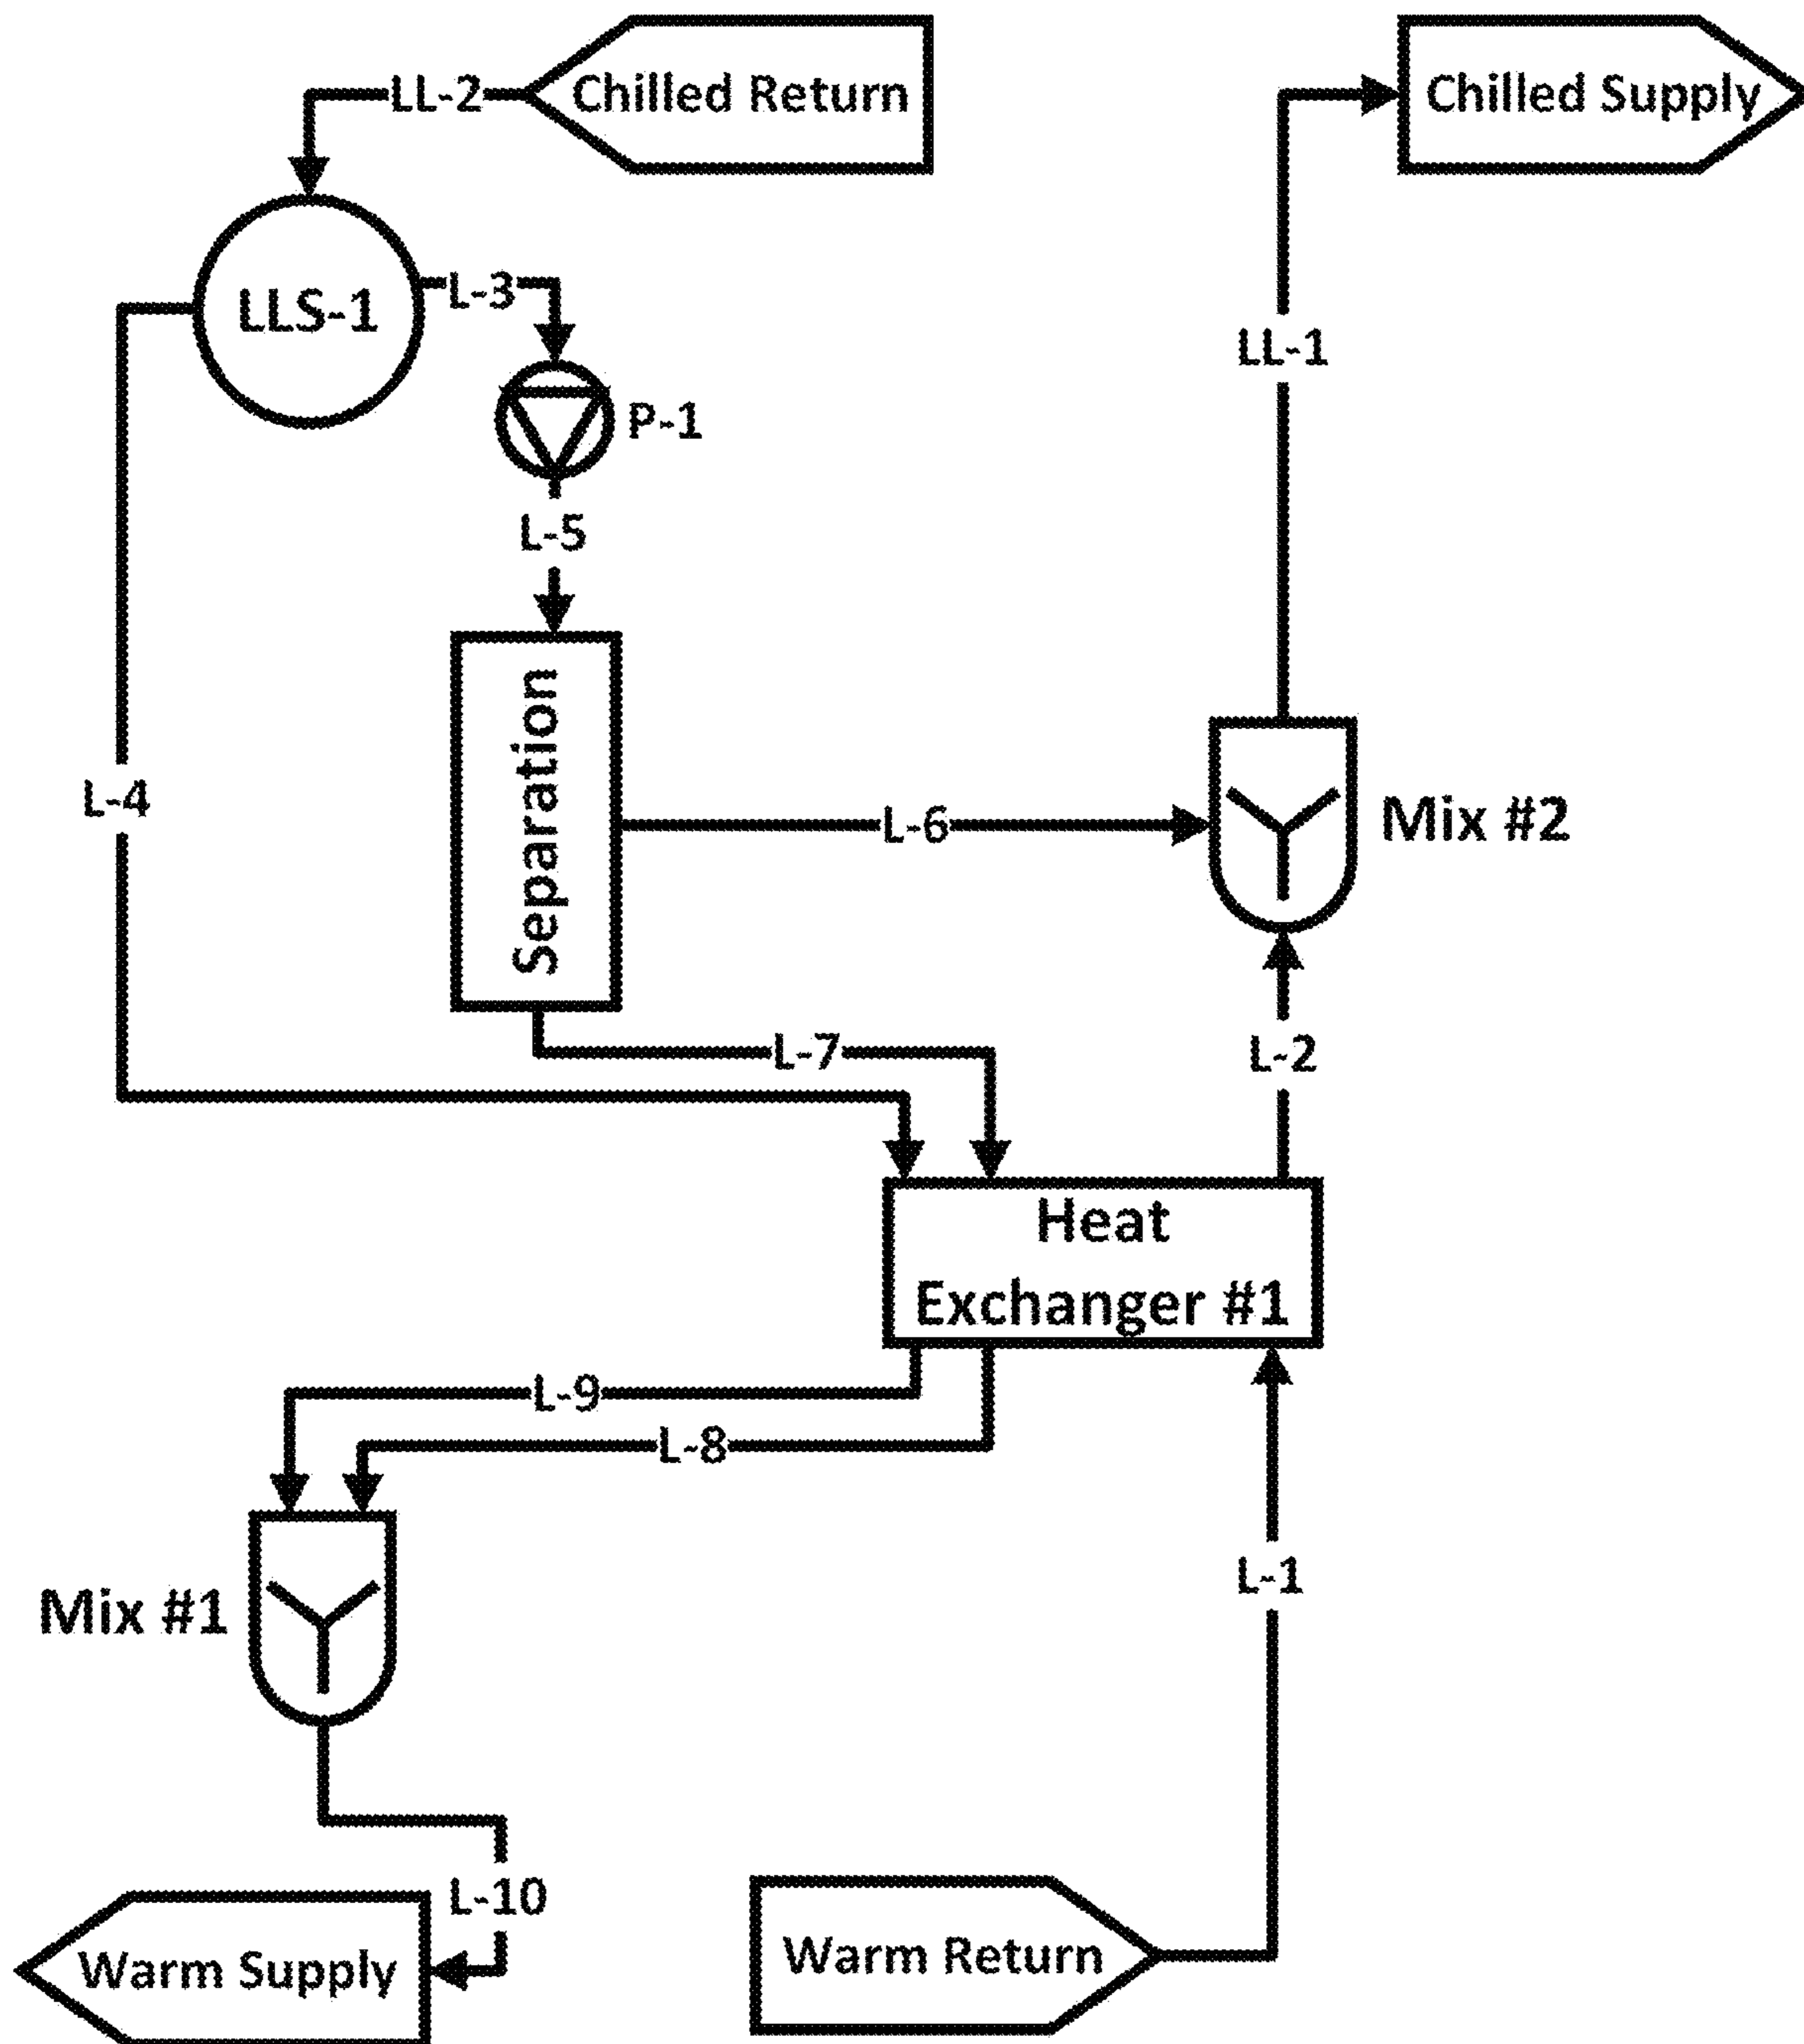 LL-2
Chilled Return
Chilled Supply
LLS-1
L-3
LL-1
P-1
L-5
Separation
L-4
L-6
Mix #2
L-7
L-2
Heat
Exchanger #1
L-9
L-8
L-1
Mix #1
L-10
Warm Supply
Warm Return